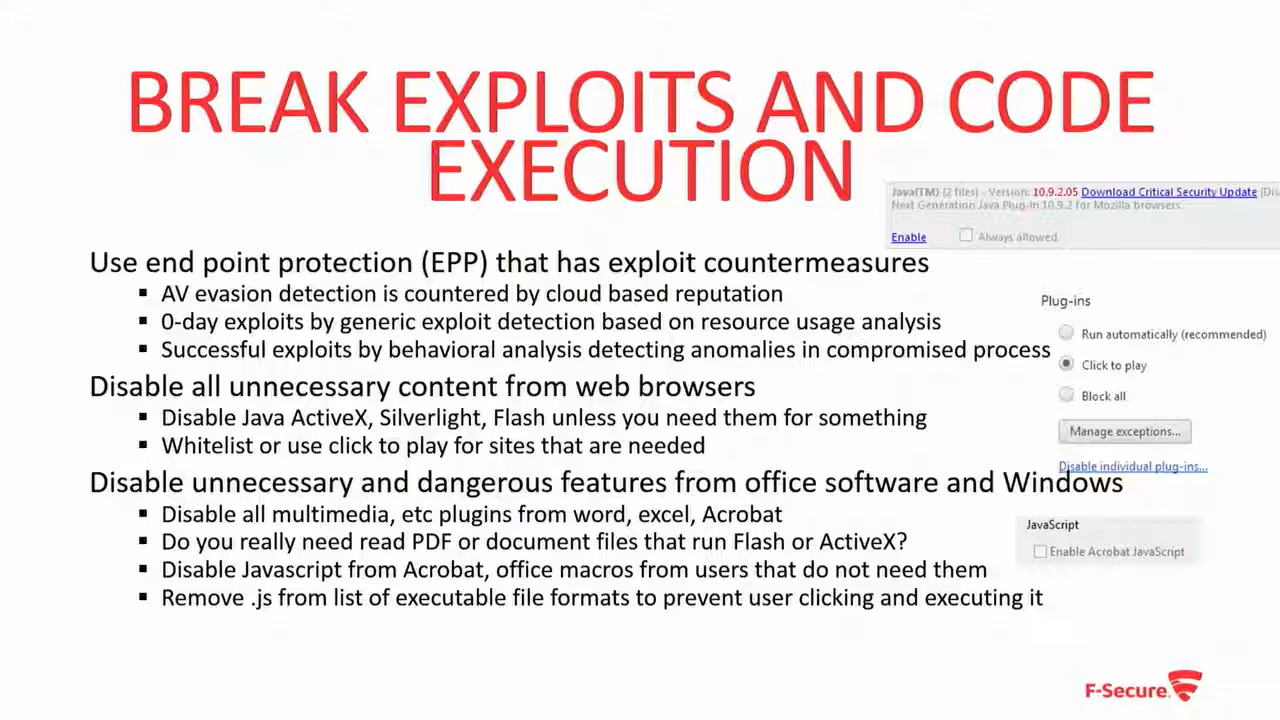 BREAK EXPLOITS AND CODE
EXECUTION
Java(TM) (2 files) - Version: 10.9.2.05 Download Critical Security Update (Dis
Next Generation Java Plug-in 10.9.2 for Mozilla browsers
Enable Always allowed
Use end point protection (EPP) that has exploit countermeasures
▪ AV evasion detection is countered by cloud based reputation
▪ 0-day exploits by generic exploit detection based on resource usage analysis
▪ Successful exploits by behavioral analysis detecting anomalies in compromised process
Disable all unnecessary content from web browsers
▪ Disable Java ActiveX, Silverlight, Flash unless you need them for something
▪ Whitelist or use click to play for sites that are needed
Disable unnecessary and dangerous features from office software and Windows
▪ Disable all multimedia, etc plugins from word, excel, Acrobat
▪ Do you really need read PDF or document files that run Flash or ActiveX?
▪ Disable Javascript from Acrobat, office macros from users that do not need them
▪ Remove .js from list of executable file formats to prevent user clicking and executing it
Plug-ins
Run automatically (recommended)
Click to play
Block all
Manage exceptions...
Disable individual plug-ins...
JavaScript
Enable Acrobat JavaScript
F-Secure.